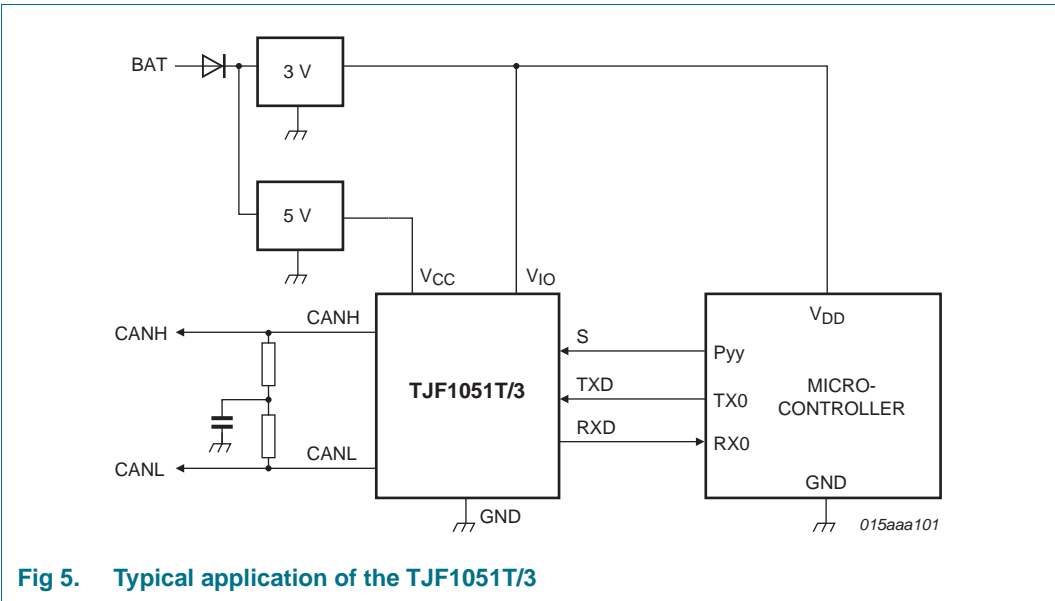 BAT
3 V
5 V
VCC
VIO
VDD
CANH
CANH
S
Pyy
TJF1051T/3
TXD
TX0
MICRO-
CONTROLLER
RXD
RX0
CANL
CANL
GND
GND
015aaa101
Fig 5. Typical application of the TJF1051T/3